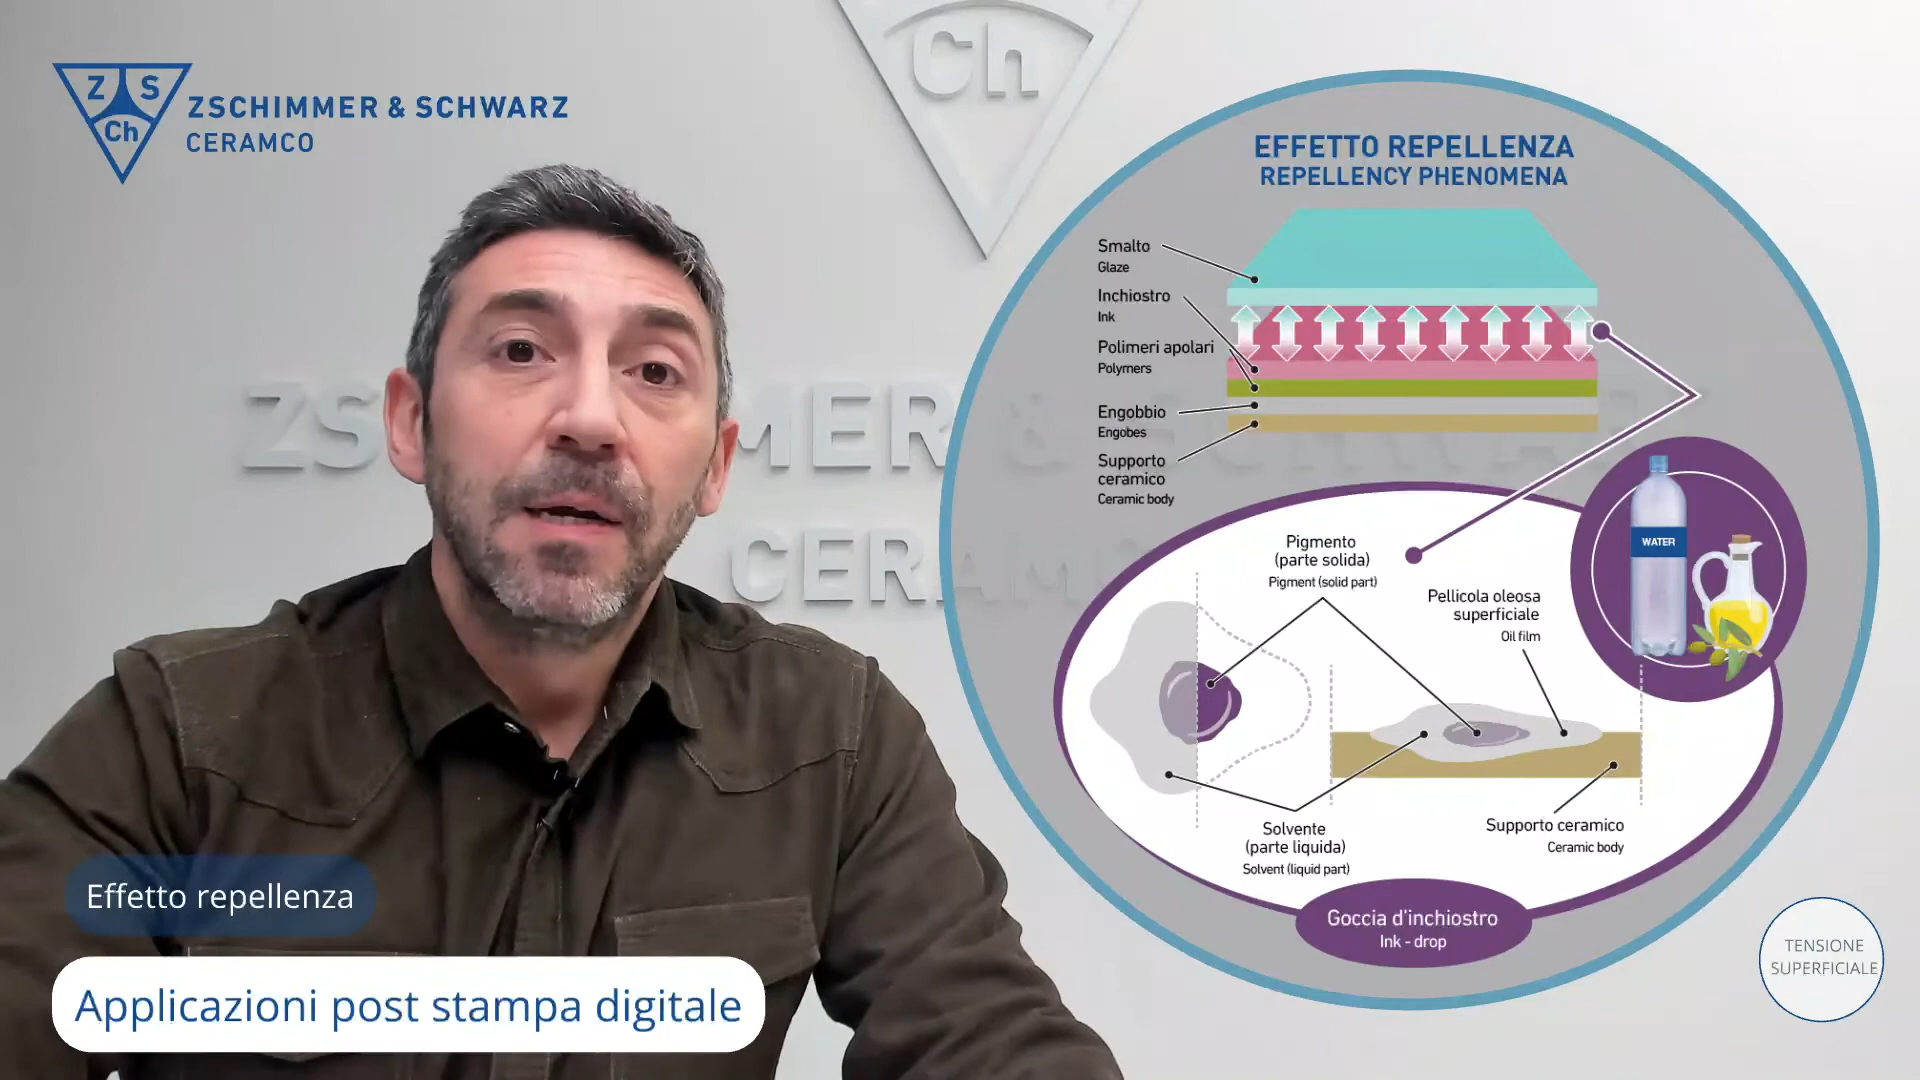 Z S
Ch
ZSCHIMMER & SCHWARZ
CERAMCO
Ch
EFFETTO REPELLENZA
REPELLENCY PHENOMENA
Smalto
Glaze
Inchiostro
Ink
Polimeri apolari
Polymers
Engobbio
Engobes
Supporto
ceramico
Ceramic body
WATER
Pigmento
(parte solida)
Pigment (solid part)
Pellicola oleosa
superficiale
Oil film
Solvente
(parte liquida)
Solvent (liquid part)
Supporto ceramico
Ceramic body
Goccia d'inchiostro
Ink - drop
Effetto repellenza
Applicazioni post stampa digitale
TENSIONE
SUPERFICIALE